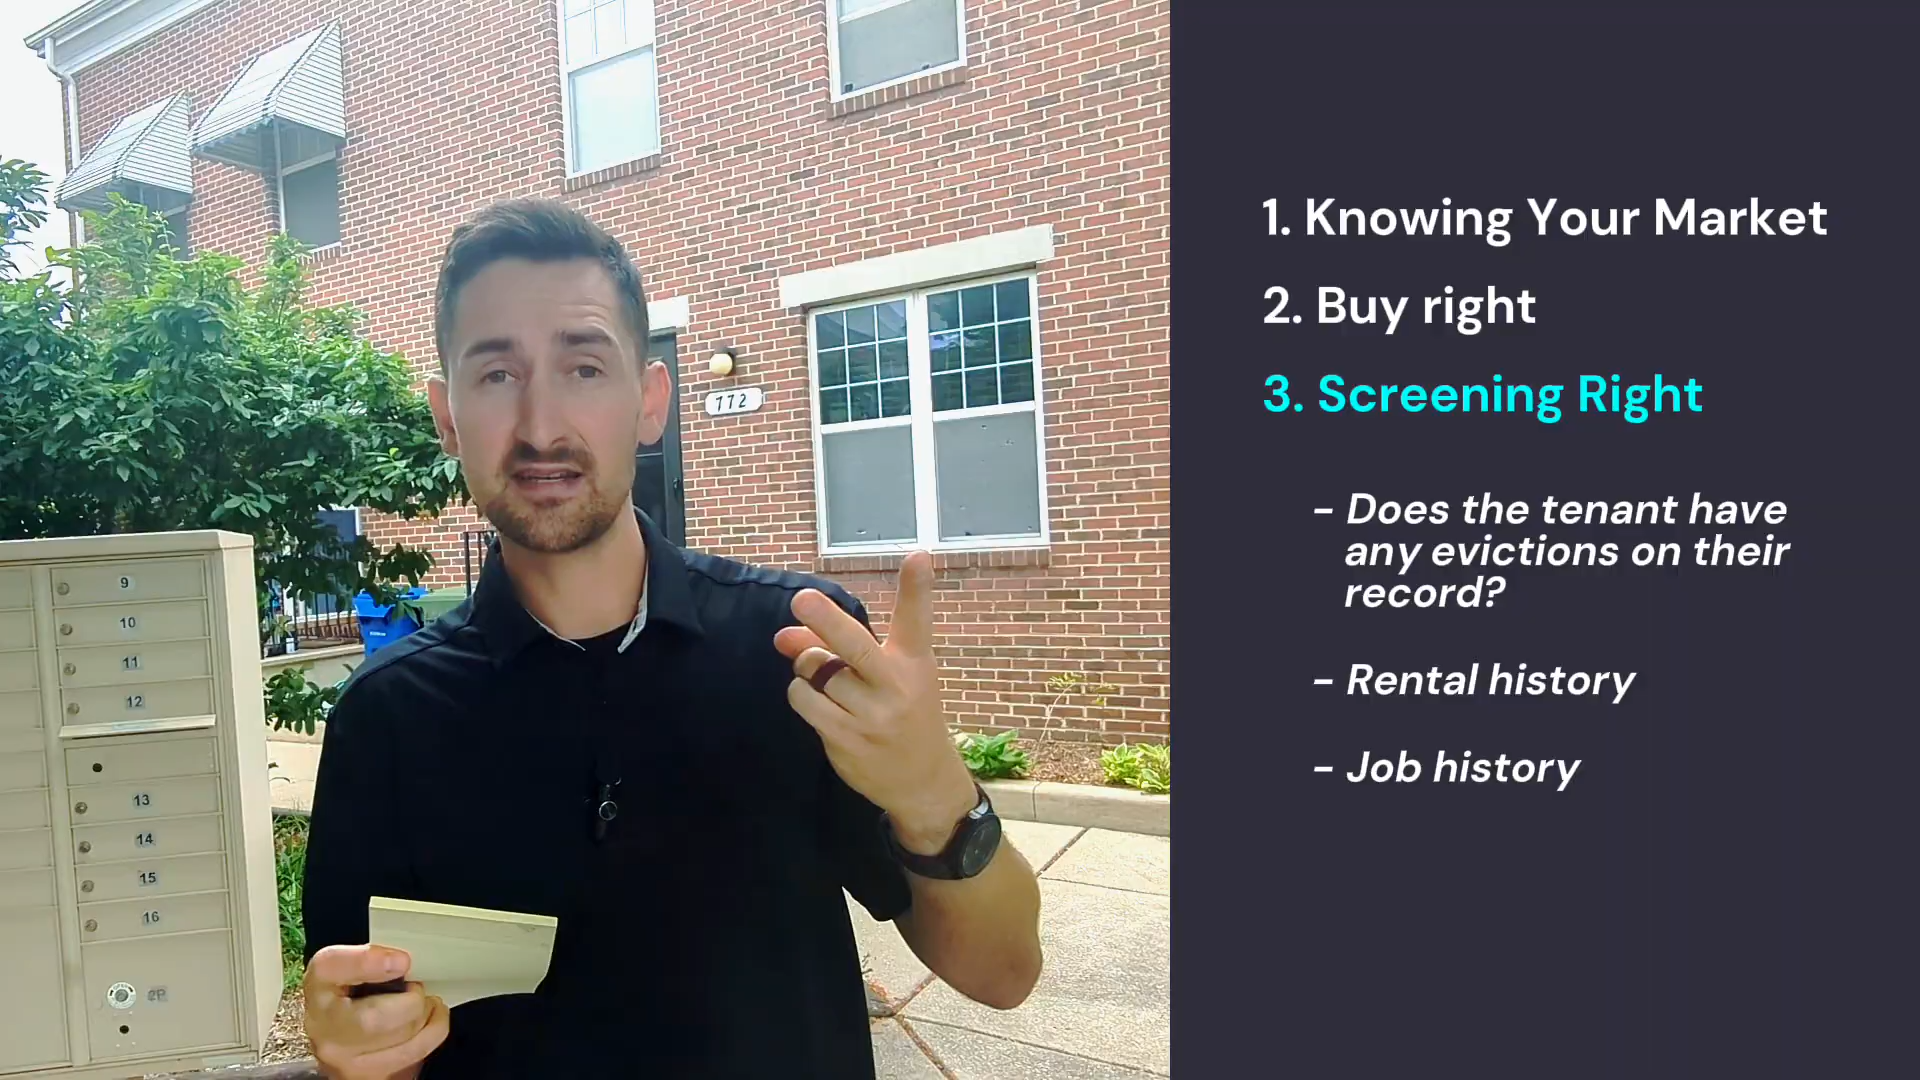 1. Knowing Your Market
2. Buy right
3. Screening Right
- Does the tenant have
any evictions on their
record?
- Rental history
- Job history
772
9
10
11
12
13
14
15
16
2P